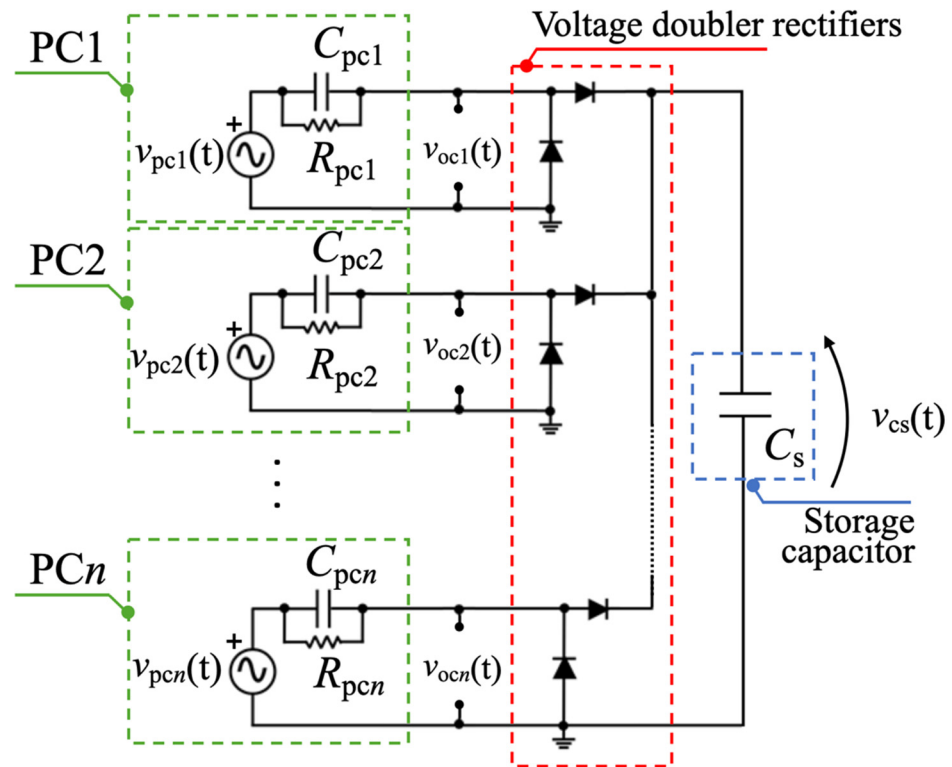 Voltage doubler rectifiers
PC1
Cpc1
+
vpc1(t)
Rpc1
voc1(t)
PC2
Cpc2
+
vpc2(t)
Rpc2
voc2(t)
vcs(t)
Cs
Storage
capacitor
PCn
Cpcn
+
vpcn(t)
Rpcn
vocn(t)